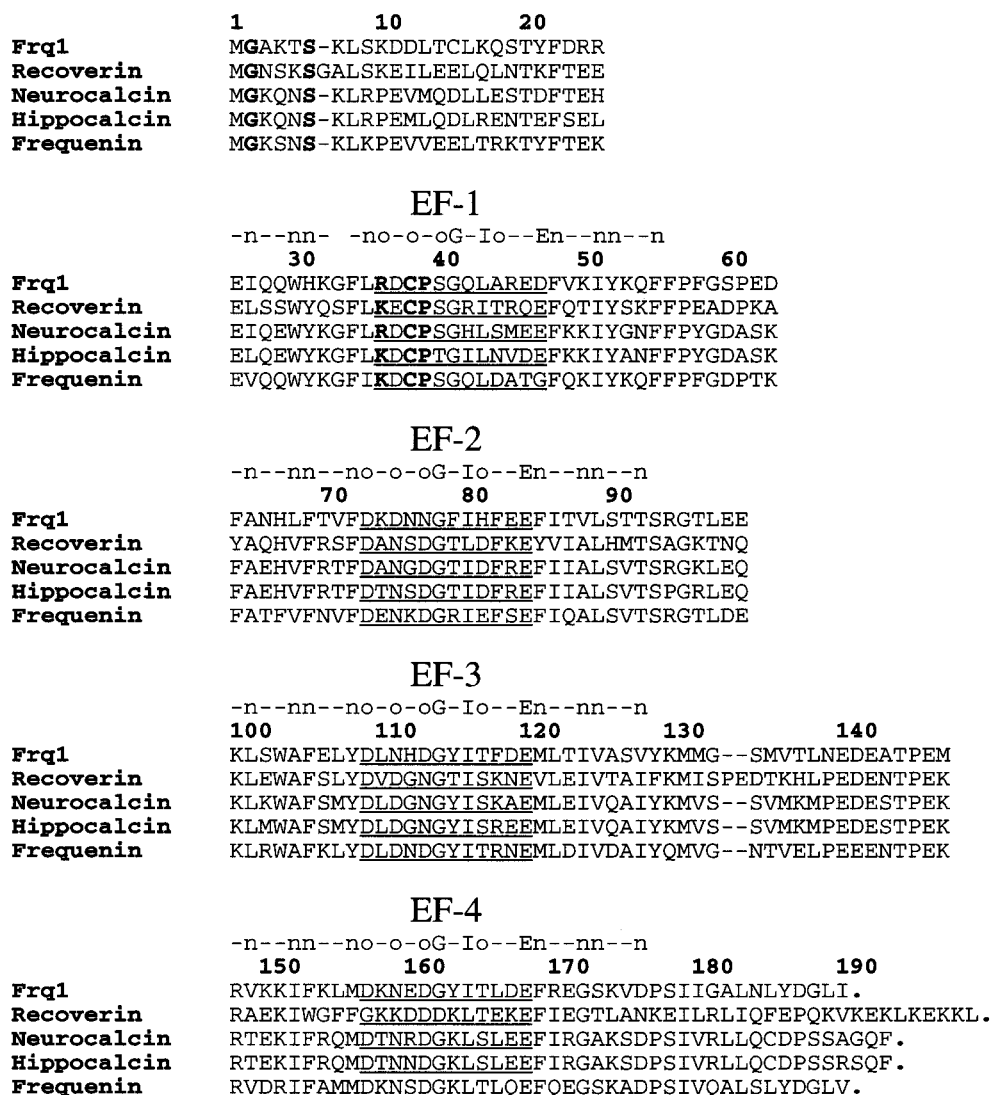 1 10 20
Frq1 MGAKTS-KLSKDDLTCLKQSTYFDRR
Recoverin MGNSKSGALSKEILEELQLNTKFTEE
Neurocalcin MGKQNS-KLRPEVMQDLLESTDFTEH
Hippocalcin MGKQNS-KLRPEMLQDLRENTEFSEL
Frequenin MGKSNS-KLKPEVVEELTRKTYFTEK
EF-1
-n--nn- -no-o-oG-Io--En--nn--n
30 40 50 60
Frq1 EIQQWHKGFLRDCPSGQLAREDFVKIYKQFFPFGSPED
Recoverin ELSSWYQSFLKECPSGRITRQEFQTIYSKFFPEADPKA
Neurocalcin EIQEWYKGFLRDCPSGHLSMEEFKKIYGNFFPYGDASK
Hippocalcin ELQEWYKGFLKDCPTGILNVDEFKKIYANFFPYGDASK
Frequenin EVQQWYKGFIKDCPSGQLDATGFQKIYKQFFPFGDPTK
EF-2
-n--nn--no-o-oG-Io--En--nn--n
70 80 90
Frq1 FANHLFTVFDKDNNGFIHFEEFITVLSTTSRGTLEE
Recoverin YAQHVFRSFDANSDGTLDFKEYVIALHMTSAGKTNQ
Neurocalcin FAEHVFRTFDANGDGTIDFREFIIALSVTSRGKLEQ
Hippocalcin FAEHVFRTFDTNSDGTIDFREFIIALSVTSPGRLEQ
Frequenin FATFVFNVFDENKDGRIEFSEFIQALSVTSRGTLDE
EF-3
-n--nn--no-o-oG-Io--En--nn--n
100 110 120 130 140
Frq1 KLSWAFELYDLNHDGYITFDEMLTIVASVYKMMG--SMVTLNEDEATPEM
Recoverin KLEWAFSLYDVDGNGTISKNEVLEIVTAIFKMISPEDTKHLPEDENTPEK
Neurocalcin KLKWAFSMYDLDGNGYISKAEMLEIVQAIYKMVS--SVMKMPEDESTPEK
Hippocalcin KLMWAFSMYDLDGNGYISREEMLEIVQAIYKMVS--SVMKMPEDESTPEK
Frequenin KLRWAFKLYDLDNDGYITRNEMLDIVDAIYQMVG--NTVELPEEENTPEK
EF-4
-n--nn--no-o-oG-Io--En--nn--n
150 160 170 180 190
Frq1 RVKKIFKLMDKNEDGYITLDEFREGSKVDPSIIGALNLYDGLI.
Recoverin RAEKIWGFFGKKDDDKLTEKEFIEGTLANKEILRLIQFEPQKVKEKLKEKKL.
Neurocalcin RTEKIFRQMDTNRDGKLSLEEFIRGAKSDPSIVRLLQCDPSSAGQF.
Hippocalcin RTEKIFRQMDTNNDGKLSLEEFIRGAKSDPSIVRLLQCDPSSRSQF.
Frequenin RVDRIFAMMDKNSDGKLTLQEFQEGSKADPSIVQALSLYDGLV.